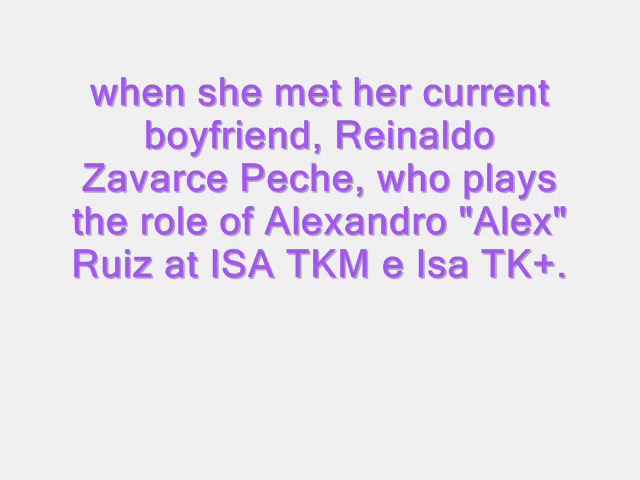 when she met her current
boyfriend, Reinaldo
Zavarce Peche, who plays
the role of Alexandro "Alex"
Ruiz at ISA TKM e Isa TK+.